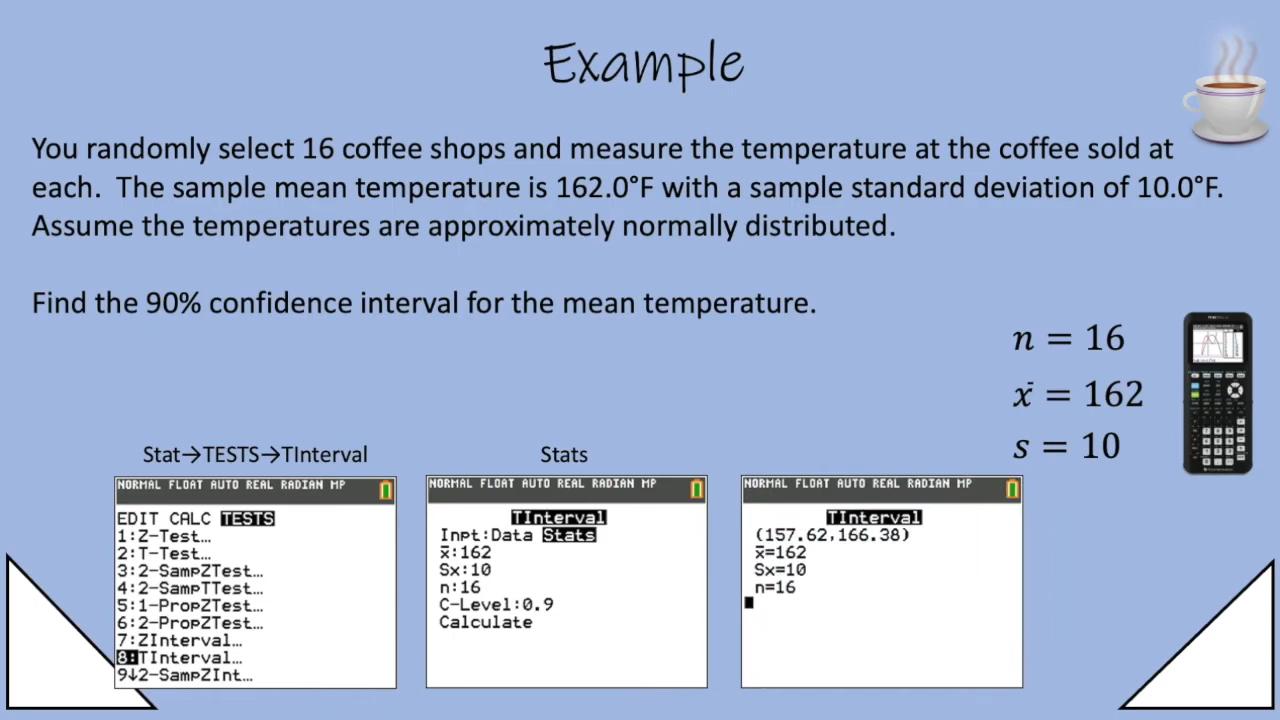 Example
You randomly select 16 coffee shops and measure the temperature at the coffee sold at
each. The sample mean temperature is 162.0°F with a sample standard deviation of 10.0°F.
Assume the temperatures are approximately normally distributed.
Find the 90% confidence interval for the mean temperature.
n = 16
x̄ = 162
s = 10
Stat→TESTS→TInterval
NORMAL FLOAT AUTO REAL RADIAN MP
EDIT CALC TESTS
1:Z-Test…
2:T-Test…
3:2-SampZTest…
4:2-SampTTest…
5:1-PropZTest…
6:2-PropZTest…
7:ZInterval…
8:TInterval…
9↓2-SampZInt…
Stats
NORMAL FLOAT AUTO REAL RADIAN MP
TInterval
Inpt:Data Stats
x̄:162
Sx:10
n:16
C-Level:0.9
Calculate
NORMAL FLOAT AUTO REAL RADIAN MP
TInterval
(157.62,166.38)
x̄=162
Sx=10
n=16